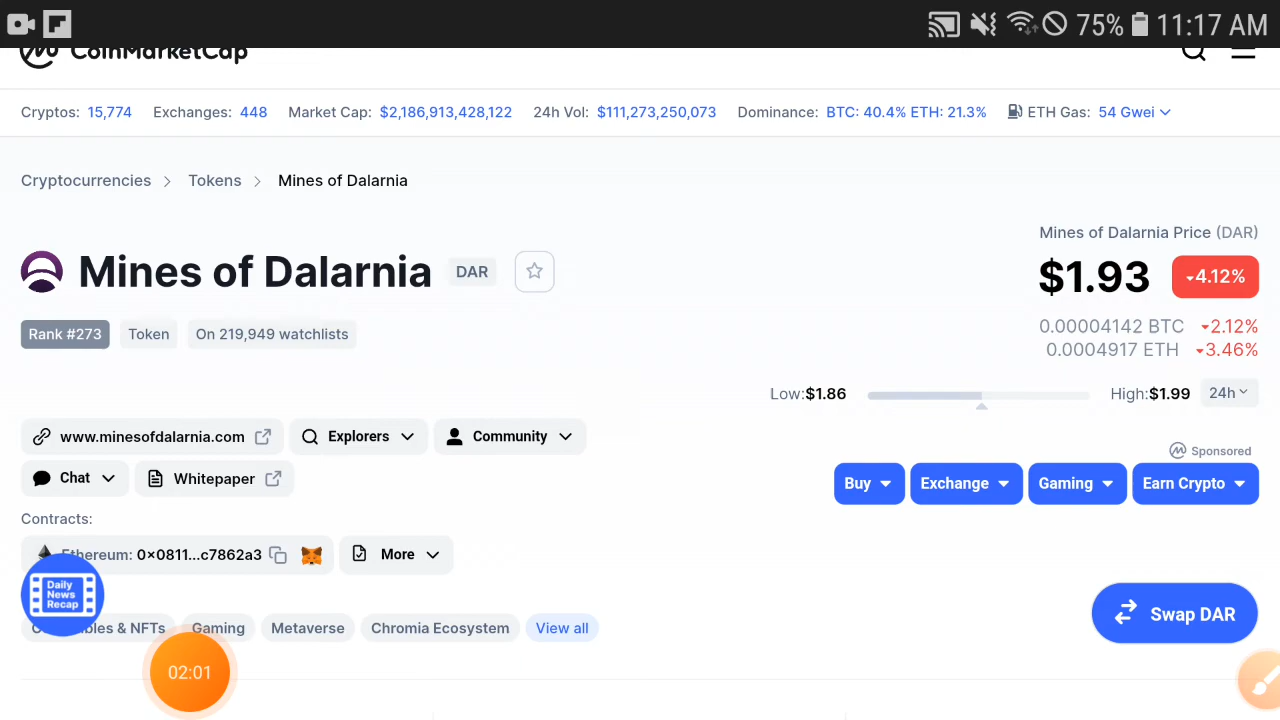 75% 11:17 AM
CoinMarketCap
Cryptos: 15,774 Exchanges: 448 Market Cap: $2,186,913,428,122 24h Vol: $111,273,250,073 Dominance: BTC: 40.4% ETH: 21.3% ETH Gas: 54 Gwei
Cryptocurrencies > Tokens > Mines of Dalarnia
Mines of Dalarnia DAR
Rank #273 Token On 219,949 watchlists
Mines of Dalarnia Price (DAR)
$1.93 4.12%
0.00004142 BTC 2.12%
0.0004917 ETH 3.46%
Low:$1.86 High:$1.99 24h
www.minesofdalarnia.com Explorers Community
Chat Whitepaper
Sponsored
Buy Exchange Gaming Earn Crypto
Contracts:
Ethereum: 0x0811...c7862a3 More
Daily
News
Recap
& NFTs Gaming Metaverse Chromia Ecosystem View all
Swap DAR
02:01